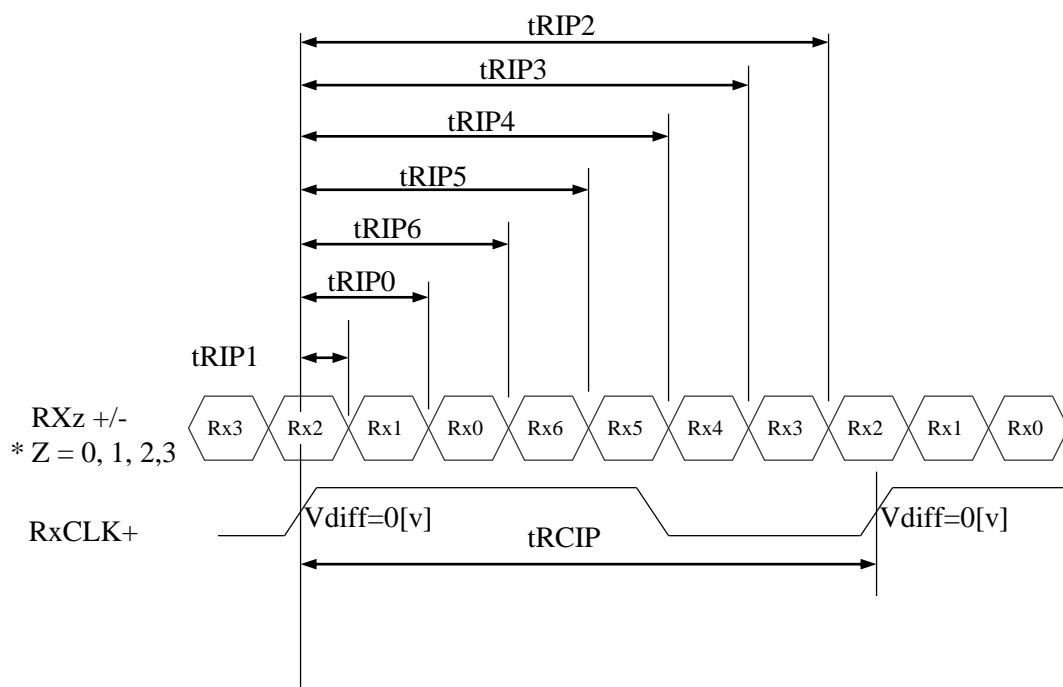 tRIP2
tRIP3
tRIP4
tRIP5
tRIP6
tRIP0
tRIP1
RXz +/-
* Z = 0, 1, 2,3
Rx3 Rx2 Rx1 Rx0 Rx6 Rx5 Rx4 Rx3 Rx2 Rx1 Rx0
RxCLK+
Vdiff=0[v] Vdiff=0[v]
tRCIP